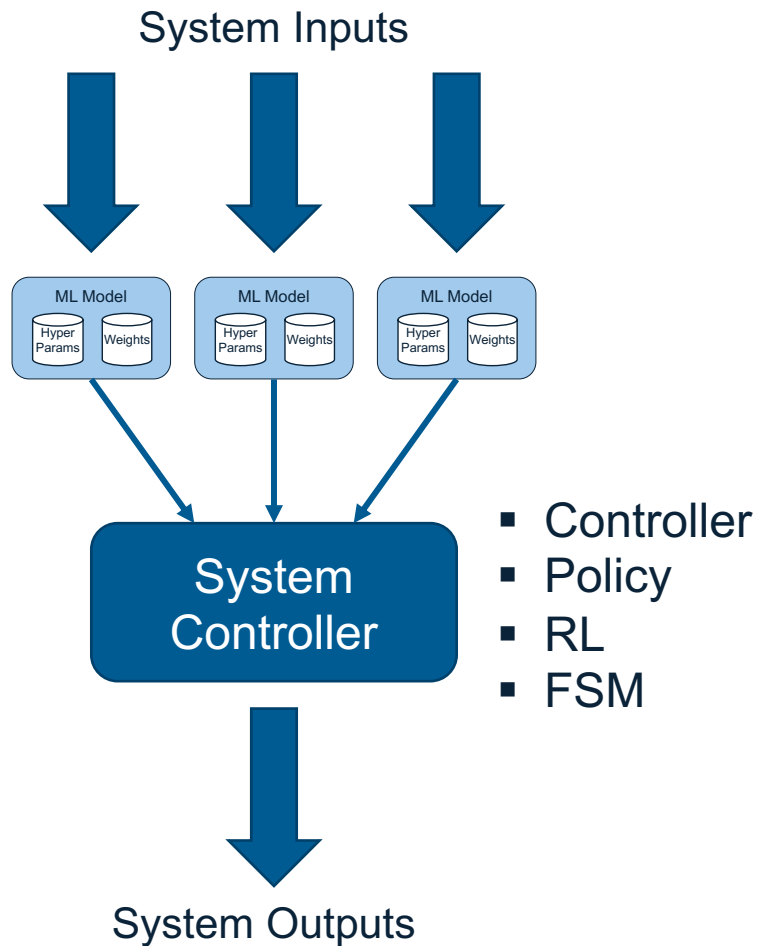 System Inputs
ML Model
Hyper
Params
Weights
ML Model
Hyper
Params
Weights
ML Model
Hyper
Params
Weights
System
Controller
▪ Controller
▪ Policy
▪ RL
▪ FSM
System Outputs